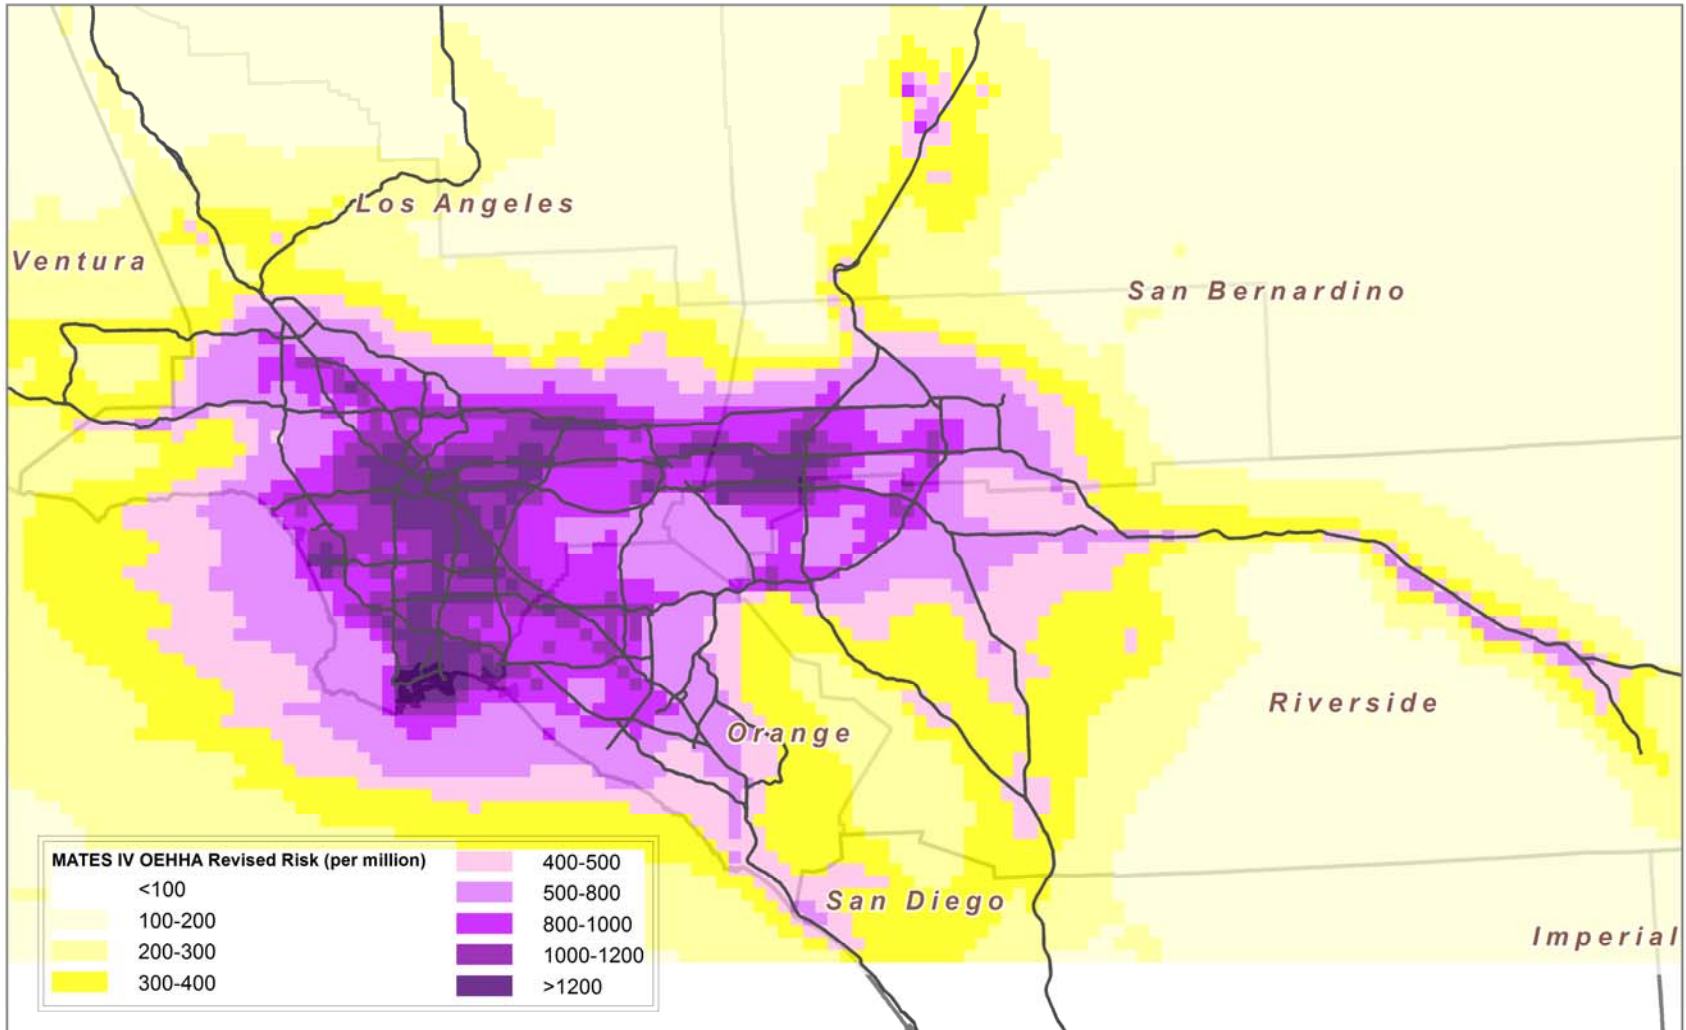 Los Angeles
Ventura
San Bernardino
Riverside
Orange
San Diego
Imperial
MATES IV OEHHA Revised Risk (per million)
<100
100-200
200-300
300-400
400-500
500-800
800-1000
1000-1200
>1200